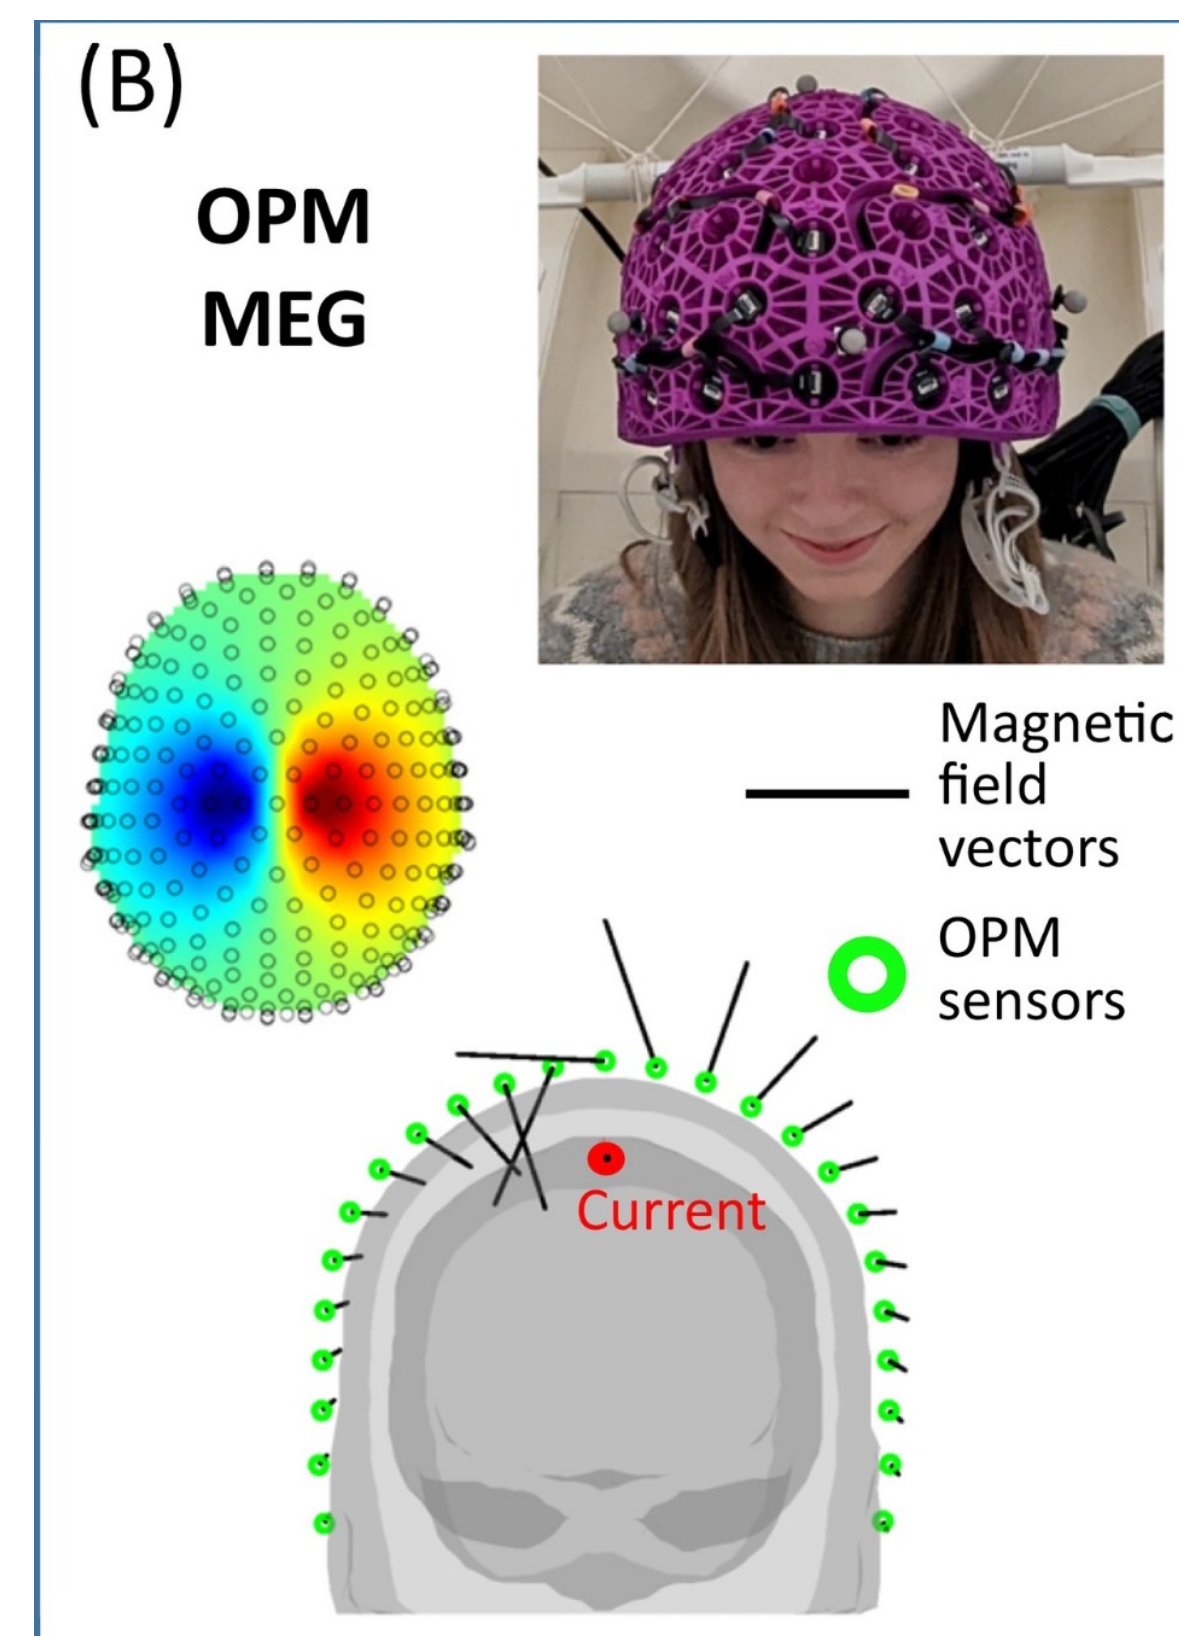 (B)
OPM
MEG
Magnetic
field
vectors
OPM
sensors
Current